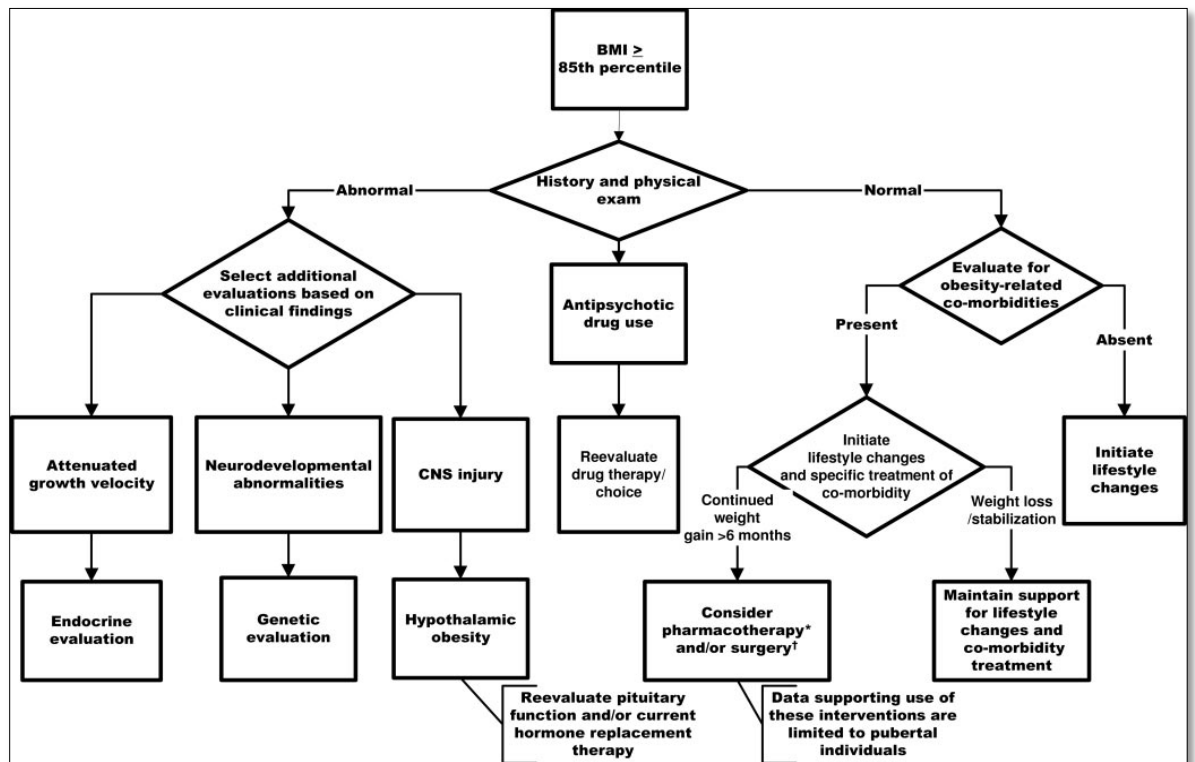 BMI ≥
85th percentile
Abnormal
History and physical
exam
Normal
Select additional
evaluations based on
clinical findings
Antipsychotic
drug use
Evaluate for
obesity-related
co-morbidities
Present
Absent
Attenuated
growth velocity
Neurodevelopmental
abnormalities
CNS injury
Reevaluate
drug therapy/
choice
Initiate
lifestyle changes
and specific treatment of
co-morbidity
Initiate
lifestyle
changes
Continued
weight
gain >6 months
Weight loss
/stabilization
Endocrine
evaluation
Genetic
evaluation
Hypothalamic
obesity
Consider
pharmacotherapy*
and/or surgery†
Maintain support
for lifestyle
changes and
co-morbidity
treatment
Reevaluate pituitary
function and/or current
hormone replacement
therapy
Data supporting use of
these interventions are
limited to pubertal
individuals